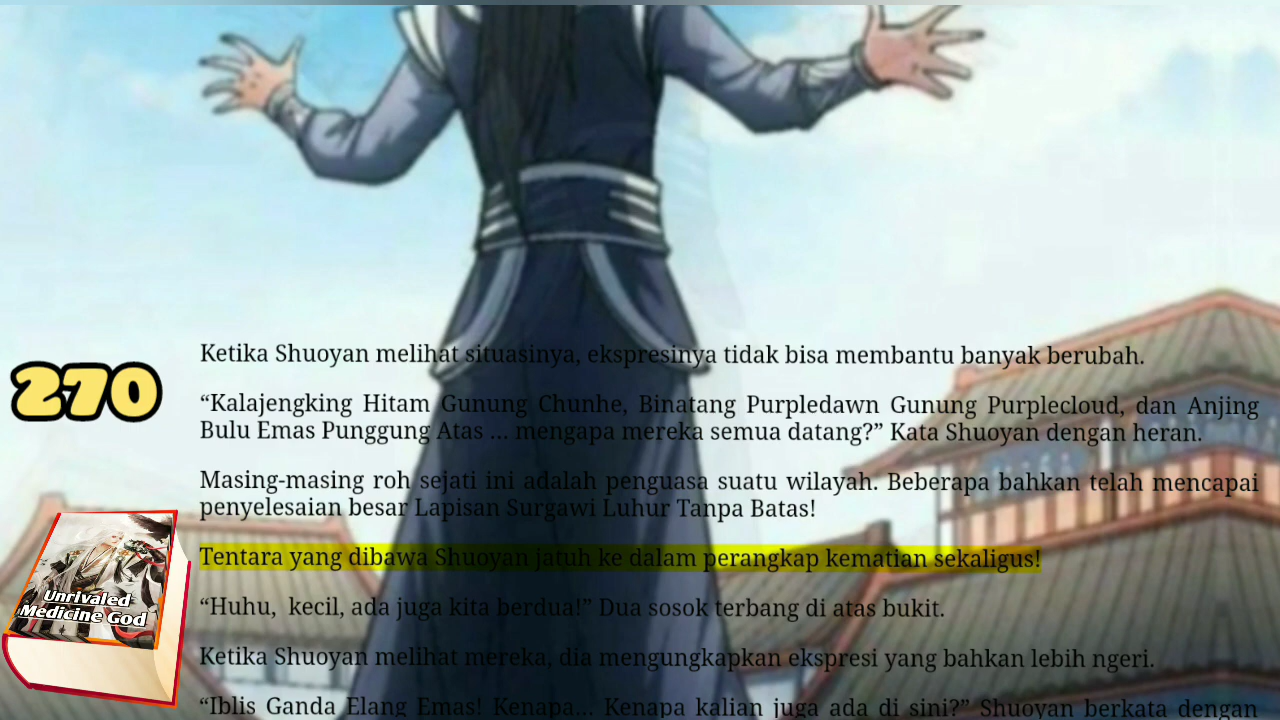 Ketika Shuoyan melihat situasinya, ekspresinya tidak bisa membantu banyak berubah.
270
“Kalajengking Hitam Gunung Chunhe, Binatang Purpledawn Gunung Purplecloud, dan Anjing
Bulu Emas Punggung Atas ... mengapa mereka semua datang?” Kata Shuoyan dengan heran.
Masing-masing roh sejati ini adalah penguasa suatu wilayah. Beberapa bahkan telah mencapai
penyelesaian besar Lapisan Surgawi Luhur Tanpa Batas!
Tentara yang dibawa Shuoyan jatuh ke dalam perangkap kematian sekaligus!
“Huhu,  kecil, ada juga kita berdua!” Dua sosok terbang di atas bukit.
Unrivaled
Medicine God
Ketika Shuoyan melihat mereka, dia mengungkapkan ekspresi yang bahkan lebih ngeri.
“Iblis Ganda Elang Emas! Kenapa... Kenapa kalian juga ada di sini?” Shuoyan berkata dengan